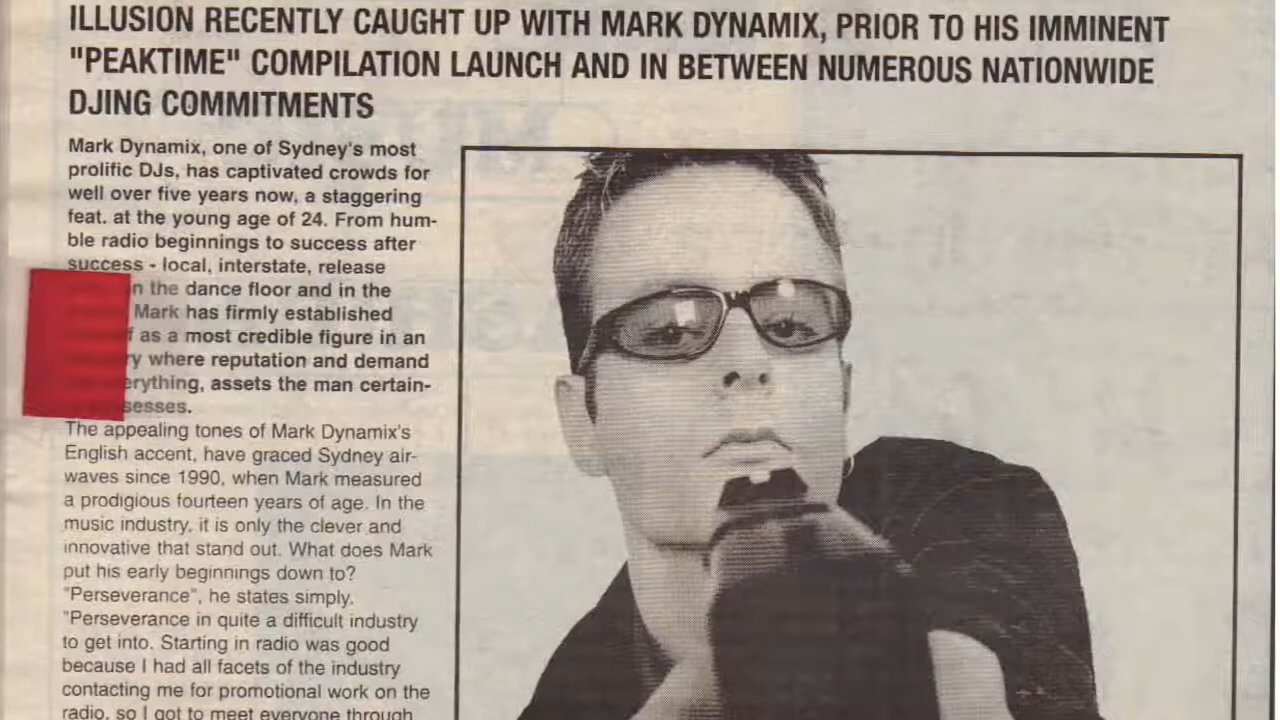 ILLUSION RECENTLY CAUGHT UP WITH MARK DYNAMIX, PRIOR TO HIS IMMINENT
"PEAKTIME" COMPILATION LAUNCH AND IN BETWEEN NUMEROUS NATIONWIDE
DJING COMMITMENTS
Mark Dynamix, one of Sydney's most
prolific DJs, has captivated crowds for
well over five years now, a staggering
feat. at the young age of 24. From hum-
ble radio beginnings to success after
success - local, interstate, release
the dance floor and in the
Mark has firmly established
as a most credible figure in an
where reputation and demand
assets the man certain-
The appealing tones of Mark Dynamix's
English accent, have graced Sydney air-
waves since 1990, when Mark measured
a prodigious fourteen years of age. In the
music industry. it is only the clever and
innovative that stand out. What does Mark
put his early beginnings down to?
"Perseverance", he states simply.
"Perseverance in quite a difficult industry
to get into. Starting in radio was good
because I had all facets of the industry
contacting me for promotional work on the
radio, so I got to meet everyone through